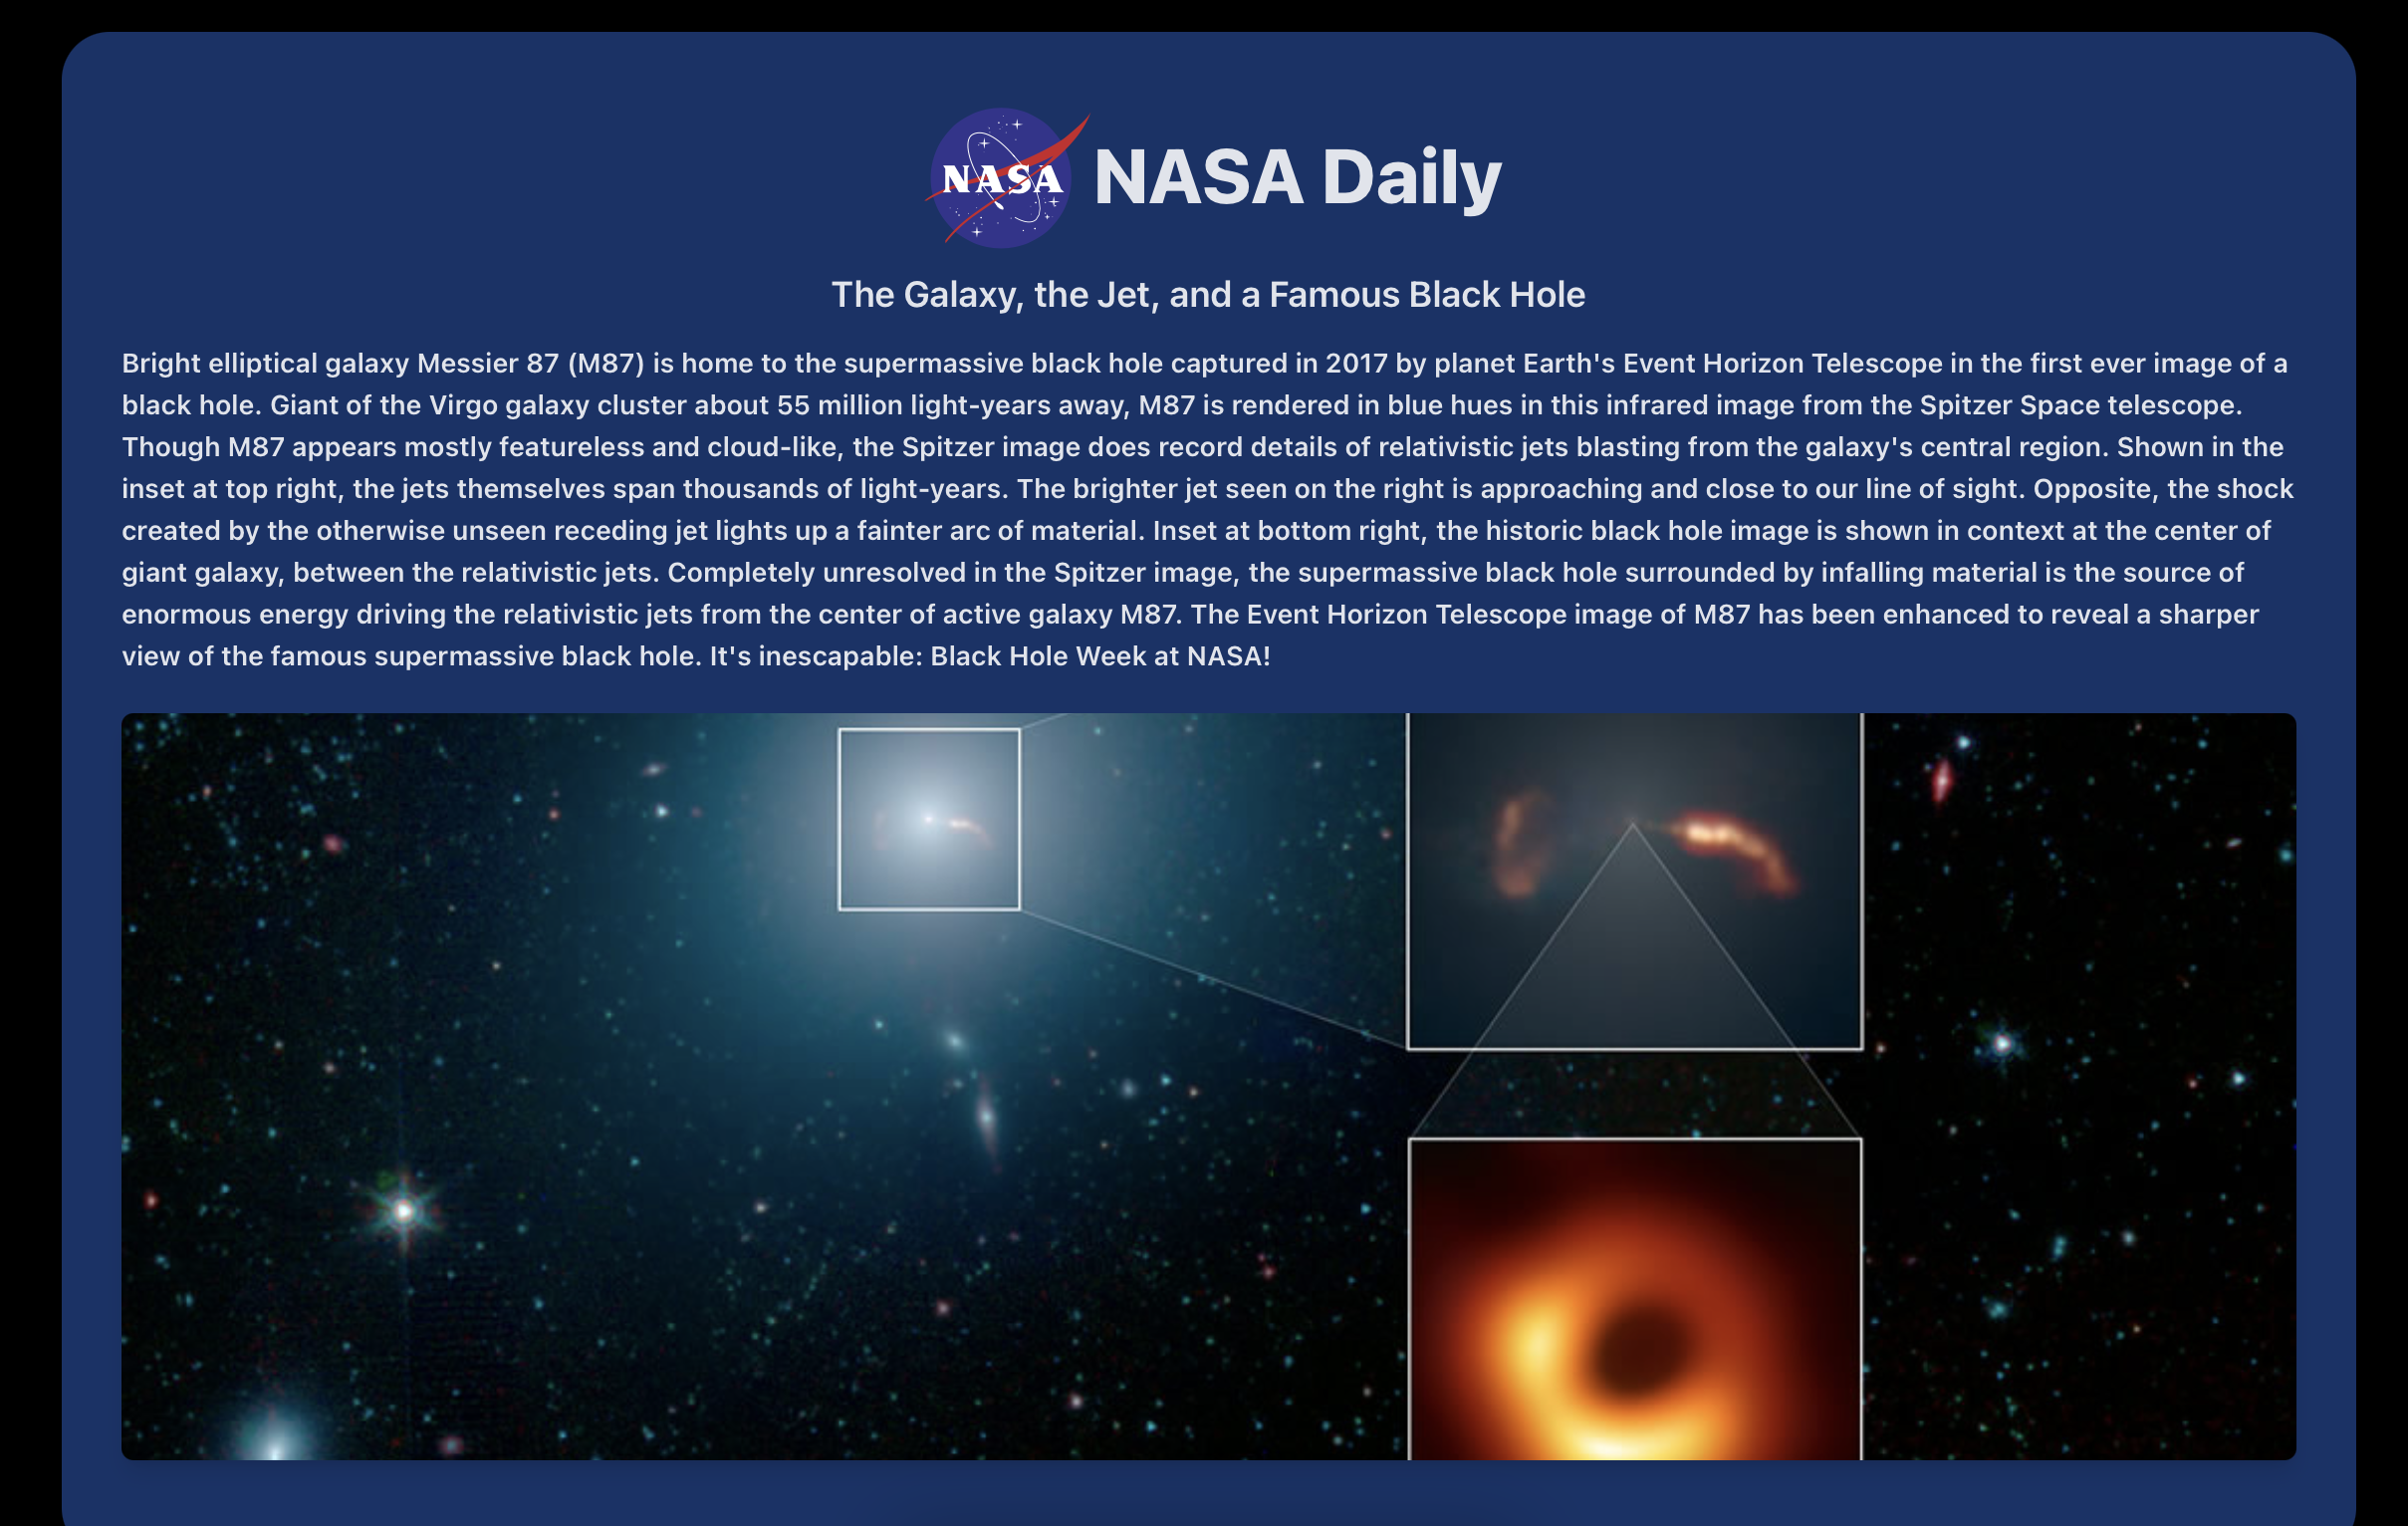 NASA
NASA Daily
The Galaxy, the Jet, and a Famous Black Hole
Bright elliptical galaxy Messier 87 (M87) is home to the supermassive black hole captured in 2017 by planet Earth's Event Horizon Telescope in the first ever image of a
black hole. Giant of the Virgo galaxy cluster about 55 million light-years away, M87 is rendered in blue hues in this infrared image from the Spitzer Space telescope.
Though M87 appears mostly featureless and cloud-like, the Spitzer image does record details of relativistic jets blasting from the galaxy's central region. Shown in the
inset at top right, the jets themselves span thousands of light-years. The brighter jet seen on the right is approaching and close to our line of sight. Opposite, the shock
created by the otherwise unseen receding jet lights up a fainter arc of material. Inset at bottom right, the historic black hole image is shown in context at the center of
giant galaxy, between the relativistic jets. Completely unresolved in the Spitzer image, the supermassive black hole surrounded by infalling material is the source of
enormous energy driving the relativistic jets from the center of active galaxy M87. The Event Horizon Telescope image of M87 has been enhanced to reveal a sharper
view of the famous supermassive black hole. It's inescapable: Black Hole Week at NASA!